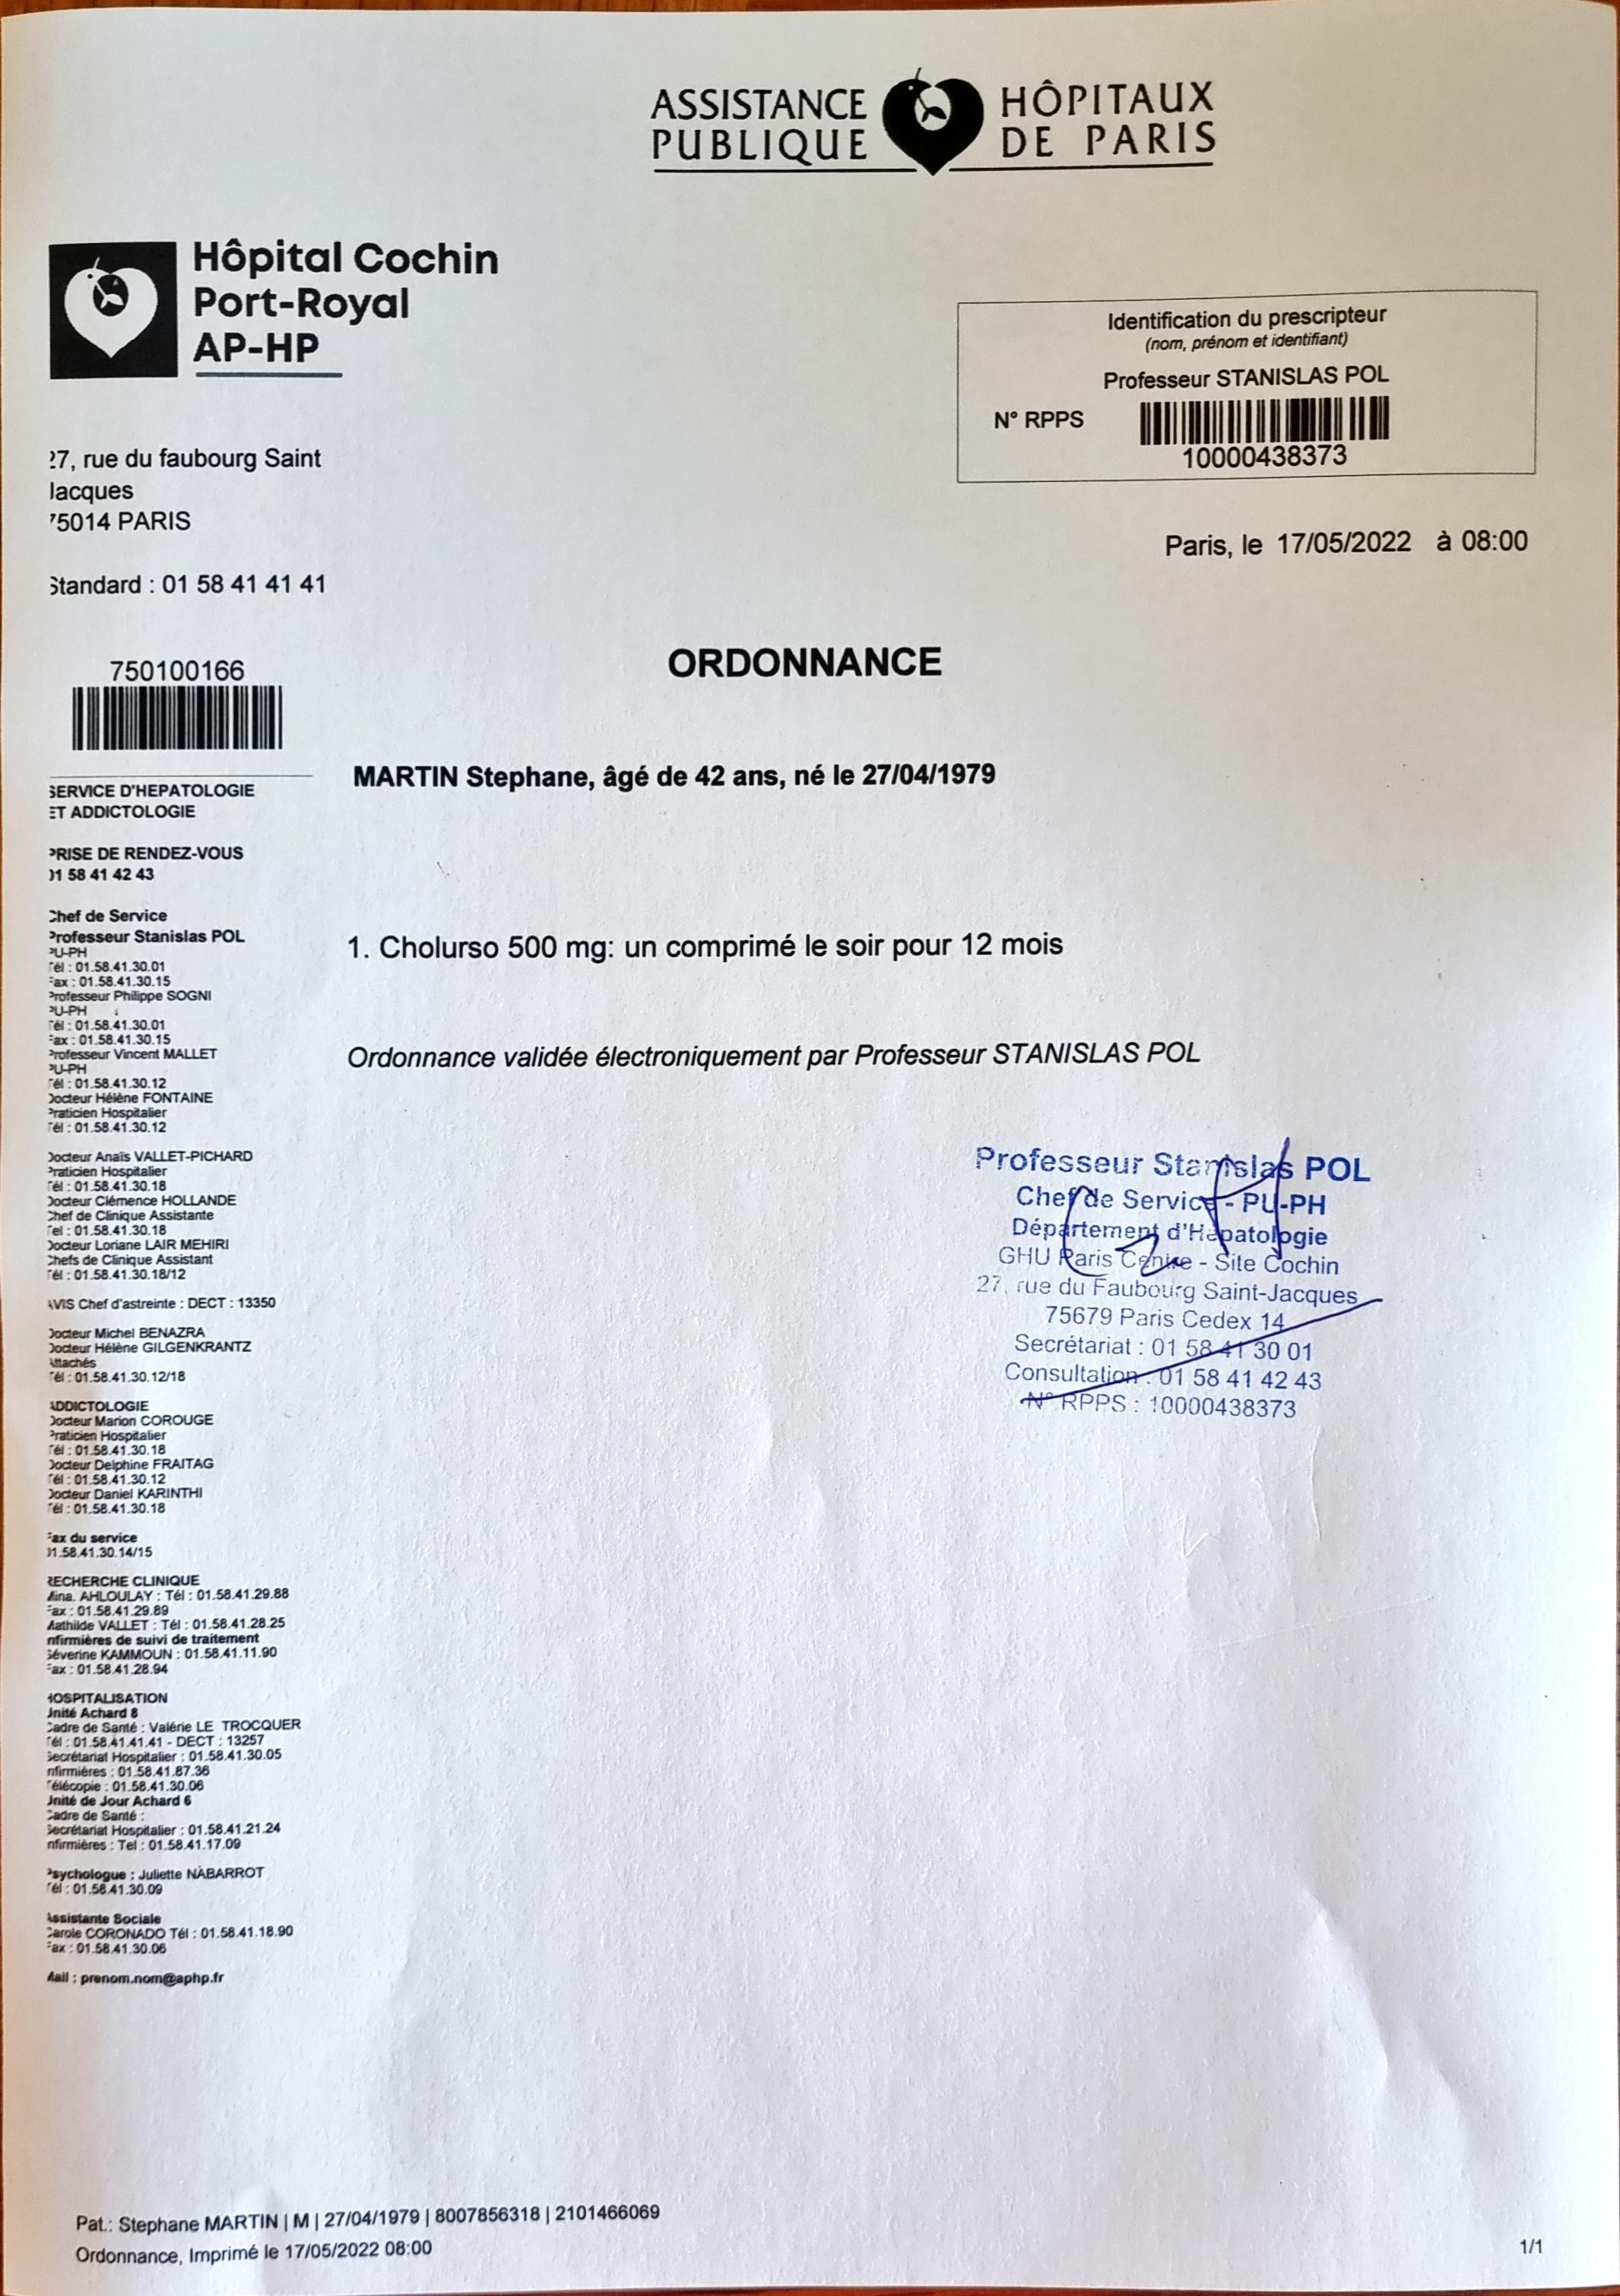 ASSISTANCE HÔPITAUX
PUBLIQUE DE PARIS
Hôpital Cochin
Port-Royal
AP-HP
Identification du prescripteur
(nom, prénom et identifiant)
Professeur STANISLAS POL
N° RPPS
10000438373
27, rue du faubourg Saint
Jacques
75014 PARIS
Paris, le 17/05/2022 à 08:00
Standard : 01 58 41 41 41
750100166
ORDONNANCE
MARTIN Stephane, âgé de 42 ans, né le 27/04/1979
SERVICE D'HEPATOLOGIE
ET ADDICTOLOGIE
PRISE DE RENDEZ-VOUS
01 58 41 42 43
Chef de Service
Professeur Stanislas POL
PU-PH
Tél : 01.58.41.30.01
Fax : 01.58.41.30.15
Professeur Philippe SOGNI
PU-PH
Tél : 01.58.41.30.01
Fax : 01.58.41.30.15
Professeur Vincent MALLET
PU-PH
Tél : 01.58.41.30.12
Docteur Hélène FONTAINE
Praticien Hospitalier
Tél : 01.58.41.30.12
Docteur Anaïs VALLET-PICHARD
Praticien Hospitalier
Tél : 01.58.41.30.18
Docteur Clémence HOLLANDE
Chef de Clinique Assistante
Tel : 01.58.41.30.18
Docteur Loriane LAIR MEHIRI
Chefs de Clinique Assistant
Tél : 01.58.41.30.18/12
AVIS Chef d'astreinte : DECT : 13350
Docteur Michel BENAZRA
Docteur Hélène GILGENKRANTZ
Attachés
Tél : 01.58.41.30.12/18
ADDICTOLOGIE
Docteur Marion COROUGE
Praticien Hospitalier
Tél : 01.58.41.30.18
Docteur Delphine FRAITAG
Tél : 01.58.41.30.12
Docteur Daniel KARINTHI
Tél : 01.58.41.30.18
Fax du service
01.58.41.30.14/15
RECHERCHE CLINIQUE
Mina. AHLOULAY : Tél : 01.58.41.29.88
Fax : 01.58.41.29.89
Mathilde VALLET : Tél : 01.58.41.28.25
Infirmières de suivi de traitement
Séverine KAMMOUN : 01.58.41.11.90
Fax : 01.58.41.28.94
HOSPITALISATION
Unité Achard 8
Cadre de Santé : Valérie LE TROCQUER
Tél : 01.58.41.41.41 - DECT : 13257
Secrétariat Hospitalier : 01.58.41.30.05
Infirmières : 01.58.41.87.36
Télécopie : 01.58.41.30.06
Unité de Jour Achard 6
Cadre de Santé :
Secrétariat Hospitalier : 01.58.41.21.24
Infirmières : Tel : 01.58.41.17.09
Psychologue : Juliette NABARROT
Tél : 01.58.41.30.09
Assistante Sociale
Carole CORONADO Tél : 01.58.41.18.90
Fax : 01.58.41.30.06
Mail : prenom.nom@aphp.fr
1. Cholurso 500 mg: un comprimé le soir pour 12 mois
Ordonnance validée électroniquement par Professeur STANISLAS POL
Professeur Stanislas POL
Chef de Service - PU-PH
Département d'Hépatologie
GHU Paris Centre - Site Cochin
27, rue du Faubourg Saint-Jacques
75679 Paris Cedex 14
Secrétariat : 01 58 41 30 01
Consultation : 01 58 41 42 43
N° RPPS : 10000438373
Pat.: Stephane MARTIN | M | 27/04/1979 | 8007856318 | 2101466069
Ordonnance, Imprimé le 17/05/2022 08:00
1/1